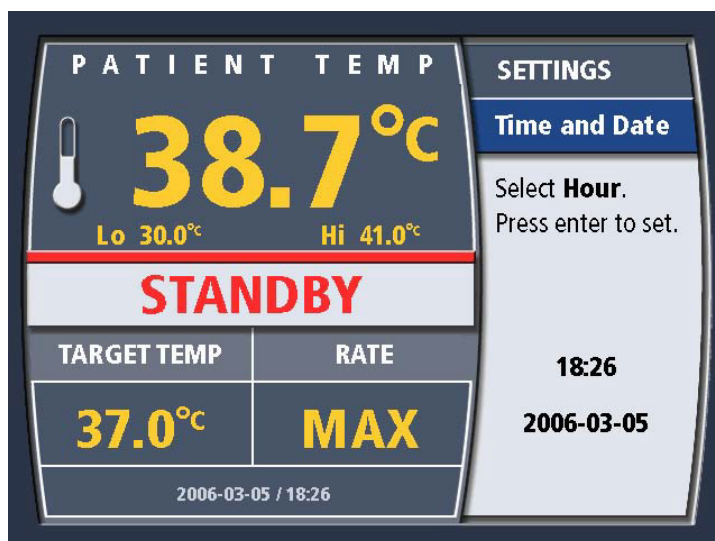 PATIENT TEMP
38.7°C
Lo 30.0°C Hi 41.0°C
STANDBY
TARGET TEMP RATE
37.0°C MAX
2006-03-05 / 18:26
SETTINGS
Time and Date
Select Hour.
Press enter to set.
18:26
2006-03-05